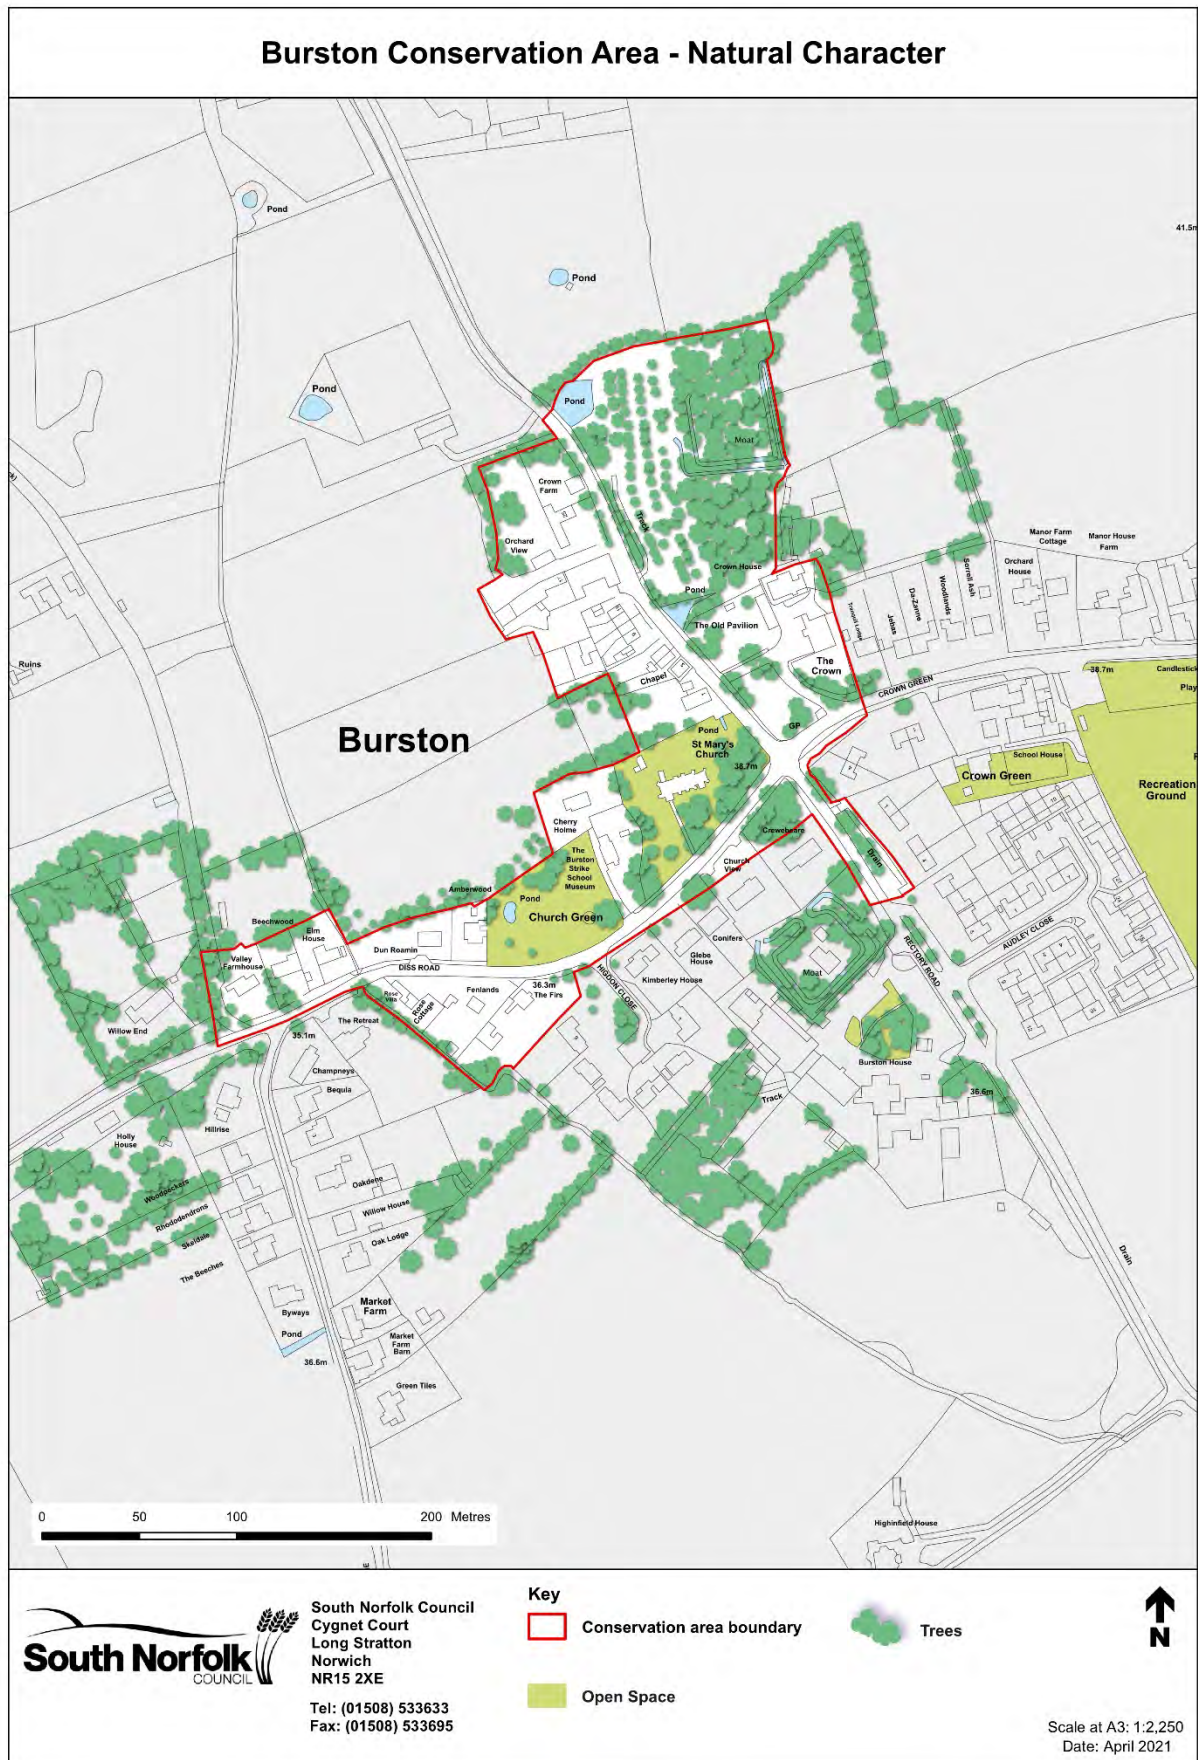 Burston Conservation Area - Natural Character
41.5m
Pond
Pond
Pond
Pond
Moat
Crown
Farm
Track
Orchard
View
Crown House
Pond
The Old Pavilion
Tranquil Lodge
Jebas
Da-Zanne
Woodlands
Sorrell Ash
Orchard
House
Manor Farm
Cottage
Manor House
Farm
The
Crown
Chapel
CROWN GREEN
38.7m
Candlestick
Play
Ruins
Burston
GP
Pond
St Mary's
Church
38.7m
School House
Crown Green
Recreation
Ground
Cherry
Holme
The
Burston
Strike
School
Museum
Crewebeare
Church
View
Drain
Amberwood
Pond
Church Green
Beechwood
Elm
House
Valley
Farmhouse
Dun Roamin
DISS ROAD
Conifers
Glebe
House
Kimberley House
HIGDON CLOSE
Moat
RECTORY ROAD
AUDLEY CLOSE
Rose
Villa
Rose
Cottage
Fenlands
36.3m
The Firs
Willow End
The Retreat
35.1m
Champneys
Bequia
Burston House
36.6m
Track
Holly
House
Hillrise
Woodpeckers
Rhododendrons
Skeldale
The Beeches
Oakdene
Willow House
Oak Lodge
Drain
Byways
Pond
36.6m
Market
Farm
Market
Farm
Barn
Green Tiles
Highinfield House
0 50 100 200 Metres
South Norfolk
COUNCIL
South Norfolk Council
Cygnet Court
Long Stratton
Norwich
NR15 2XE
Tel: (01508) 533633
Fax: (01508) 533695
Key
Conservation area boundary
Trees
Open Space
N
Scale at A3: 1:2,250
Date: April 2021